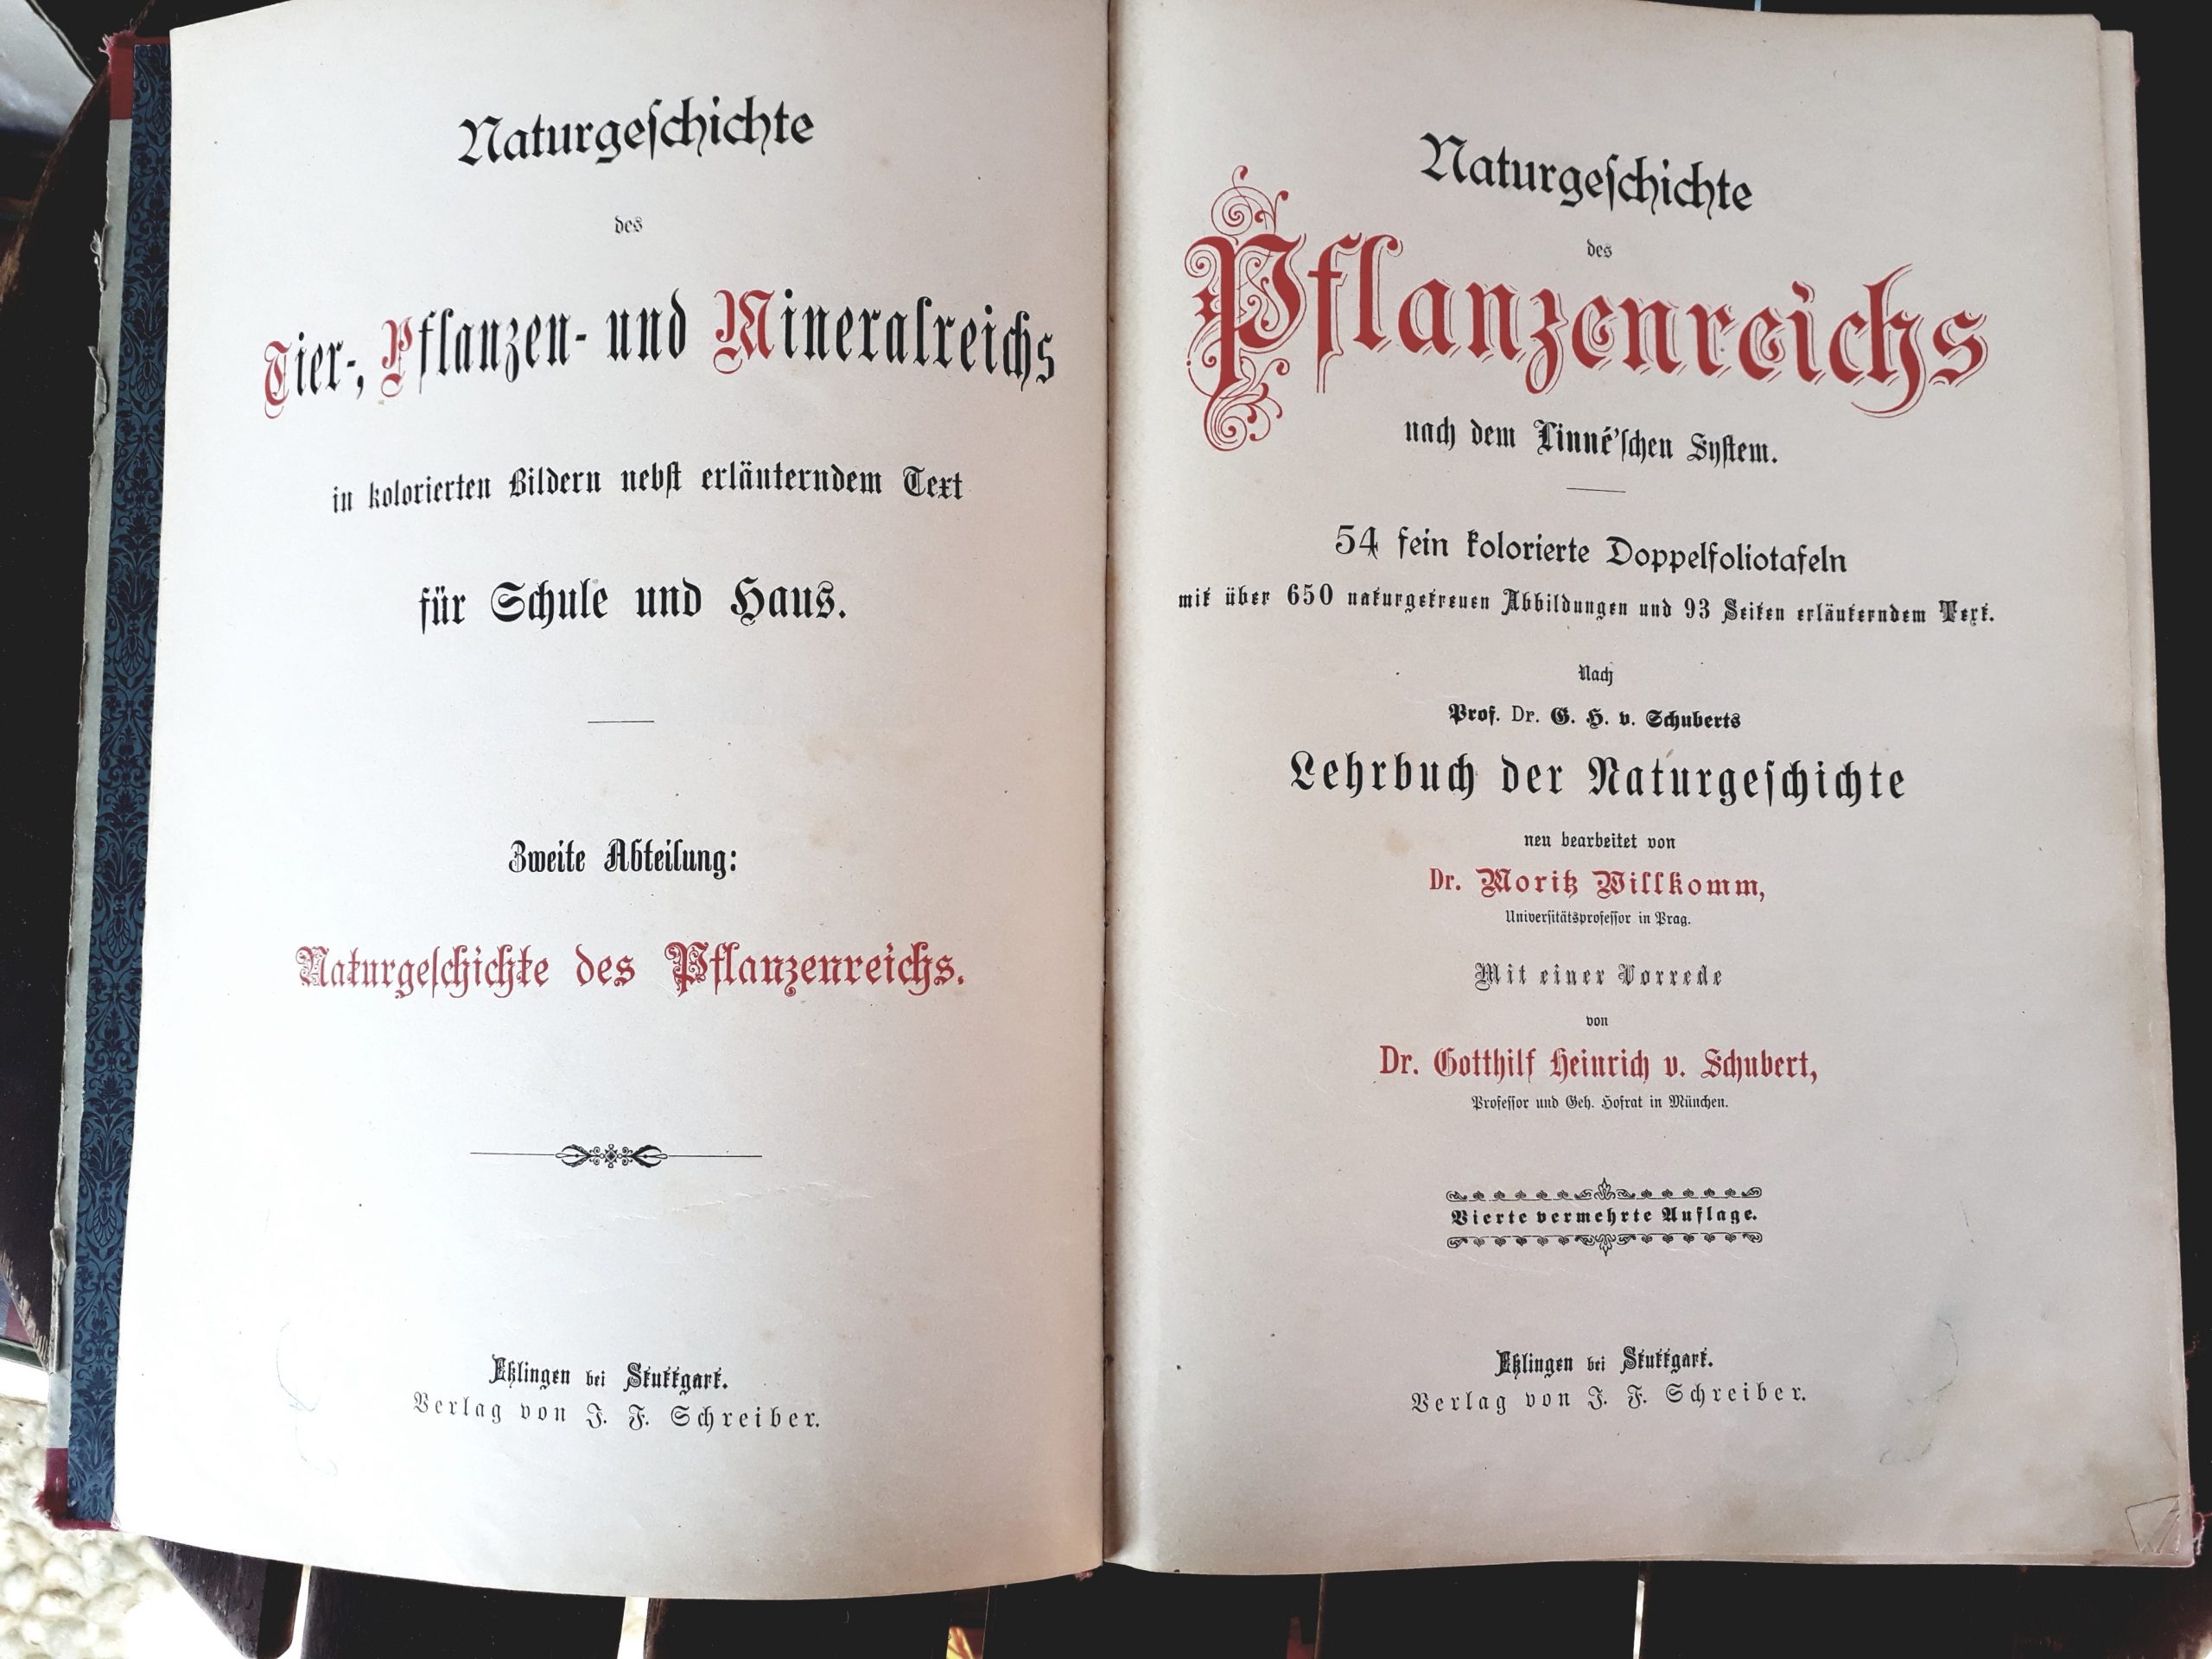 Naturgeſchichte
des
Tier-, Pflanzen- und Mineralreichs
in kolorierten Bildern nebſt erläuterndem Text
für Schule und Haus.
Zweite Abteilung:
Naturgeſchichte des Pflanzenreichs.
Eßlingen bei Stuttgart.
Verlag von J. F. Schreiber.
Naturgeſchichte
des
Pflanzenreichs
nach dem Linné'ſchen Syſtem.
54 fein kolorierte Doppelfoliotafeln
mit über 650 naturgetreuen Abbildungen und 93 Seiten erläuterndem Text.
Nach
Prof. Dr. G. H. v. Schuberts
Lehrbuch der Naturgeſchichte
neu bearbeitet von
Dr. Moritz Willkomm,
Univerſitätsprofeſſor in Prag.
Mit einer Vorrede
von
Dr. Gotthilf Heinrich v. Schubert,
Profeſſor und Geh. Hofrat in München.
Vierte vermehrte Auflage.
Eßlingen bei Stuttgart.
Verlag von J. F. Schreiber.